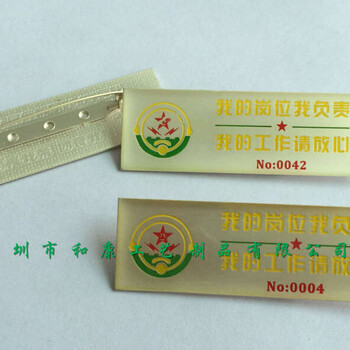 我的岗位我负责
我的工作请放心
No:0042
我的岗位我负
圳市和康工艺制品有限公司
我的工作请放
No:0004